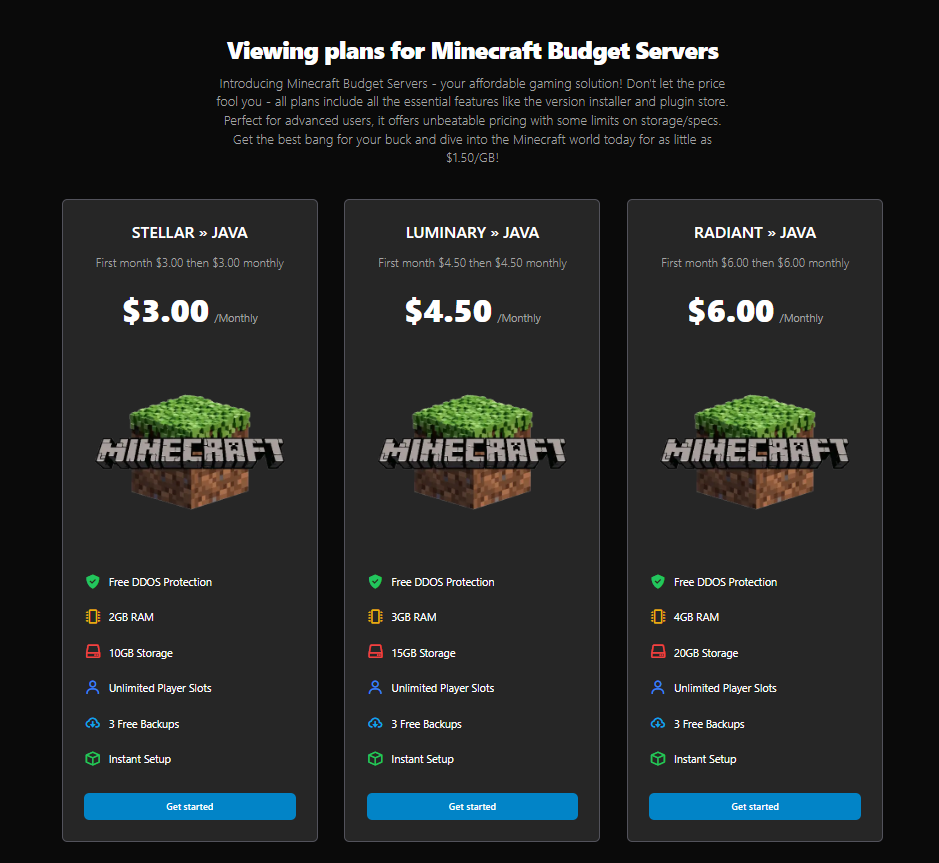 Viewing plans for Minecraft Budget Servers
Introducing Minecraft Budget Servers - your affordable gaming solution! Don't let the price
fool you - all plans include all the essential features like the version installer and plugin store.
Perfect for advanced users, it offers unbeatable pricing with some limits on storage/specs.
Get the best bang for your buck and dive into the Minecraft world today for as little as
$1.50/GB!
STELLAR » JAVA
First month $3.00 then $3.00 monthly
$3.00 /Monthly
MINECRAFT
Free DDOS Protection
2GB RAM
10GB Storage
Unlimited Player Slots
3 Free Backups
Instant Setup
Get started
LUMINARY » JAVA
First month $4.50 then $4.50 monthly
$4.50 /Monthly
MINECRAFT
Free DDOS Protection
3GB RAM
15GB Storage
Unlimited Player Slots
3 Free Backups
Instant Setup
Get started
RADIANT » JAVA
First month $6.00 then $6.00 monthly
$6.00 /Monthly
MINECRAFT
Free DDOS Protection
4GB RAM
20GB Storage
Unlimited Player Slots
3 Free Backups
Instant Setup
Get started